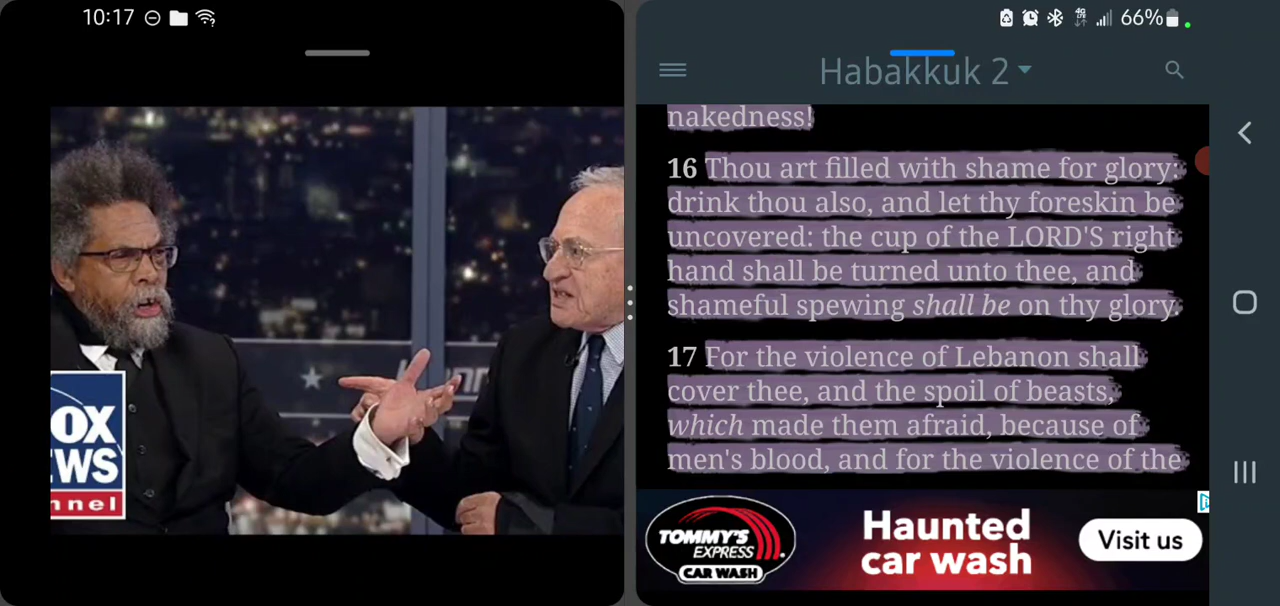 10:17
66%
OX
WS
nnel
Habakkuk 2
nakedness!
16 Thou art filled with shame for glory:
drink thou also, and let thy foreskin be
uncovered: the cup of the LORD'S right
hand shall be turned unto thee, and
shameful spewing shall be on thy glory.
17 For the violence of Lebanon shall
cover thee, and the spoil of beasts,
which made them afraid, because of
men's blood, and for the violence of the
TOMMY'S
EXPRESS
CAR WASH
Haunted
car wash
Visit us